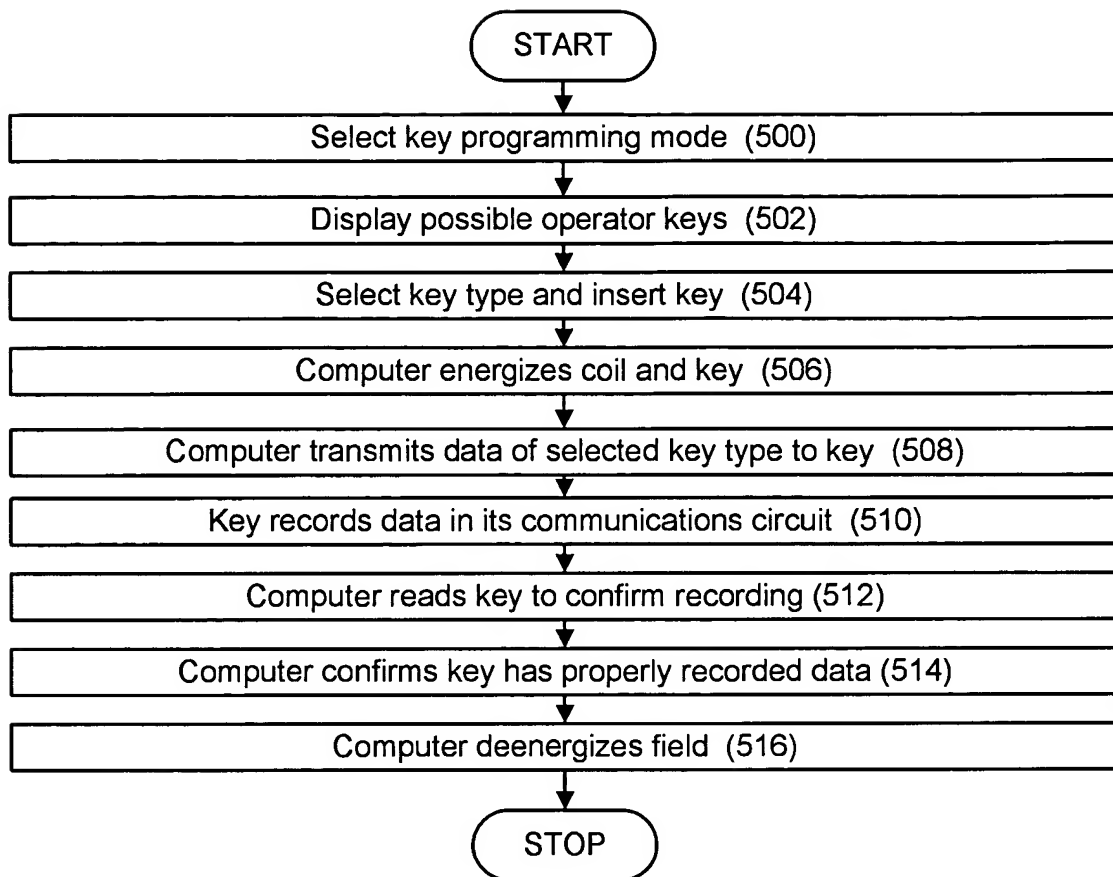 START
Select key programming mode (500)
Display possible operator keys (502)
Select key type and insert key (504)
Computer energizes coil and key (506)
Computer transmits data of selected key type to key (508)
Key records data in its communications circuit (510)
Computer reads key to confirm recording (512)
Computer confirms key has properly recorded data (514)
Computer deenergizes field (516)
STOP